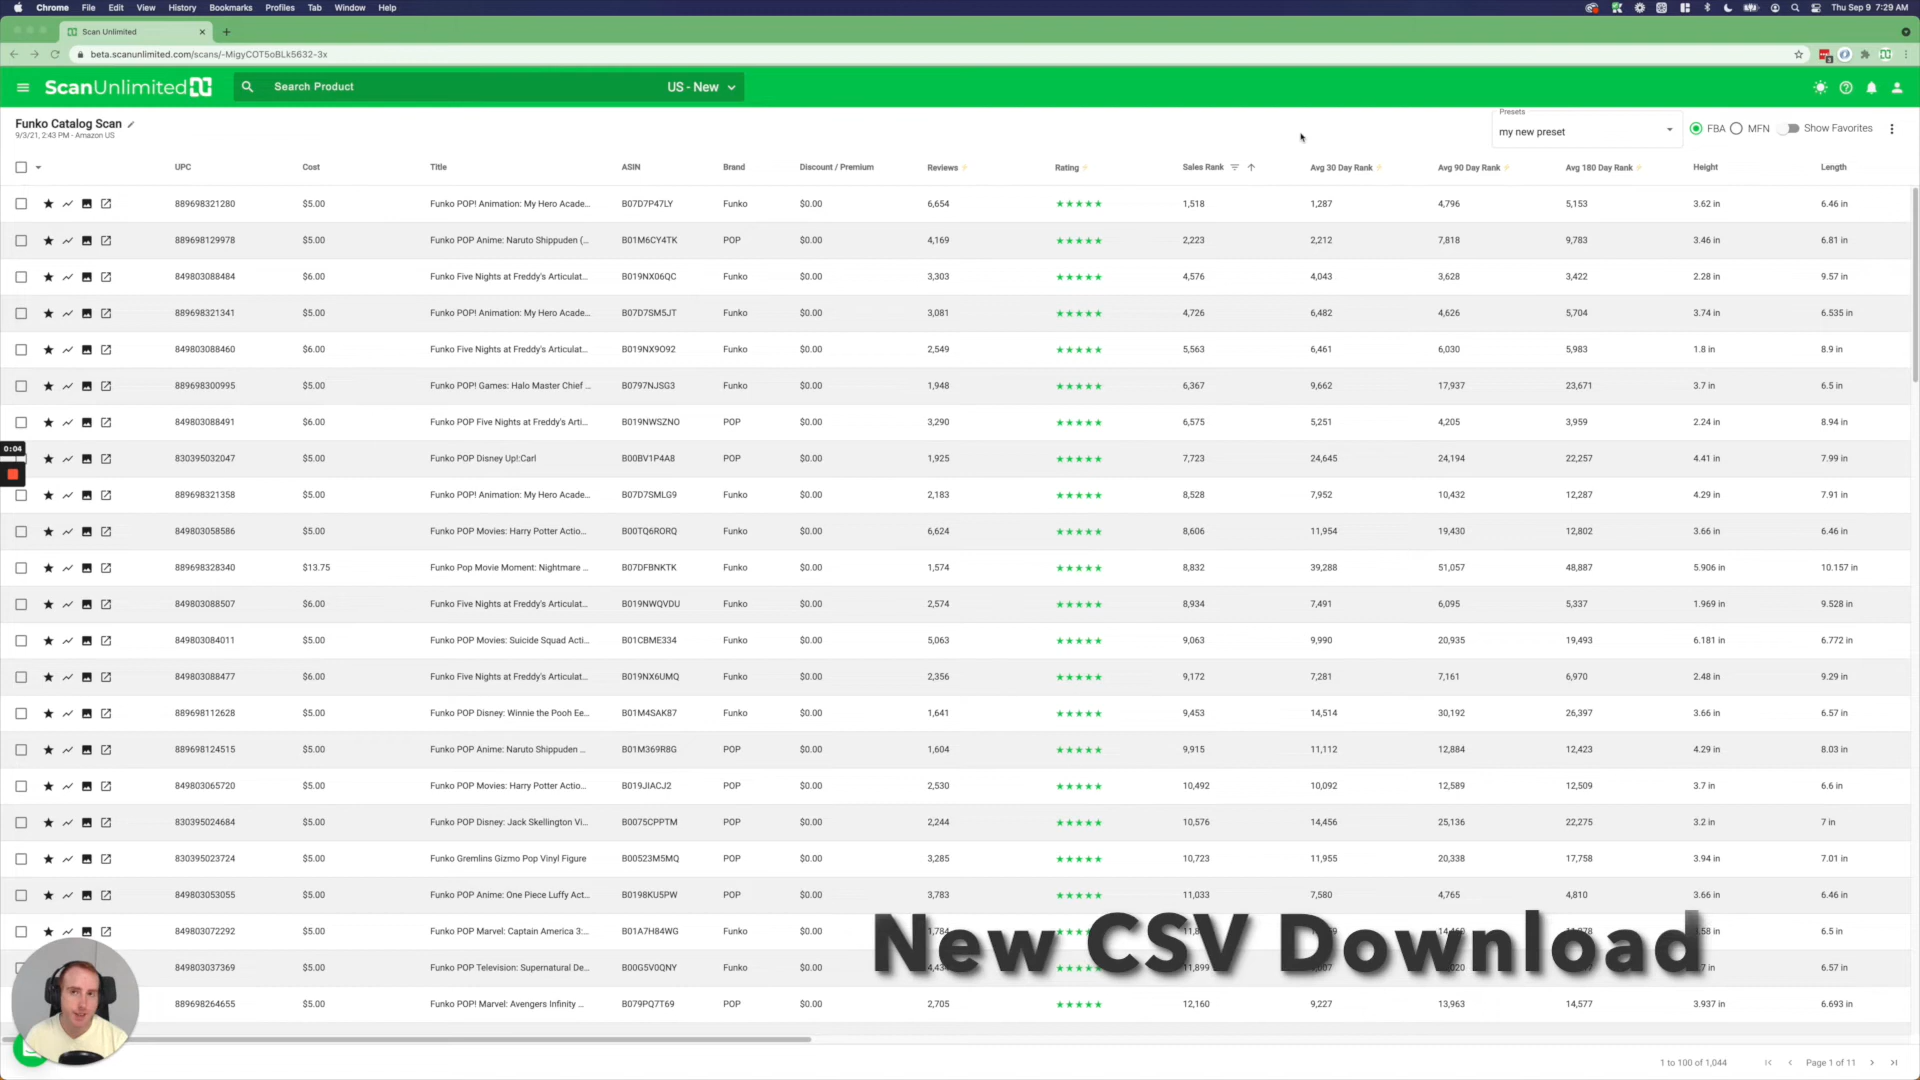 Chrome File Edit View History Bookmarks Profiles Tab Window Help Thu Sep 9 7:29 AM
Scan Unlimited
beta.scanunlimited.com/scans/-MigyCOT5oBLk5632-3x
ScanUnlimited Search Product US - New
Presets
Funko Catalog Scan my new preset FBA MFN Show Favorites
9/3/21, 2:43 PM - Amazon US
UPC Cost Title ASIN Brand Discount / Premium Reviews Rating Sales Rank Avg 30 Day Rank Avg 90 Day Rank Avg 180 Day Rank Height Length
889698321280 $5.00 Funko POP! Animation: My Hero Acade... B07D7P47LY Funko $0.00 6,654 1,518 1,287 4,796 5,153 3.62 in 6.46 in
889698129978 $5.00 Funko POP Anime: Naruto Shippuden (... B01M6CY4TK POP $0.00 4,169 2,223 2,212 7,818 9,783 3.46 in 6.81 in
849803088484 $6.00 Funko Five Nights at Freddy's Articulat... B019NX06QC Funko $0.00 3,303 4,576 4,043 3,628 3,422 2.28 in 9.57 in
889698321341 $5.00 Funko POP! Animation: My Hero Acade... B07D7SM5JT Funko $0.00 3,081 4,726 6,482 4,626 5,704 3.74 in 6.535 in
849803088460 $6.00 Funko Five Nights at Freddy's Articulat... B019NX9O92 Funko $0.00 2,549 5,563 6,461 6,030 5,983 1.8 in 8.9 in
889698300995 $5.00 Funko POP! Games: Halo Master Chief ... B0797NJSG3 Funko $0.00 1,948 6,367 9,662 17,937 23,671 3.7 in 6.5 in
849803088491 $6.00 Funko POP Five Nights at Freddy's Arti... B019NWSZNO Funko $0.00 3,290 6,575 5,251 4,205 3,959 2.24 in 8.94 in
0:04
830395032047 $5.00 Funko POP Disney Up!:Carl B00BV1P4A8 POP $0.00 1,925 7,723 24,645 24,194 22,257 4.41 in 7.99 in
889698321358 $5.00 Funko POP! Animation: My Hero Acade... B07D7SMLG9 Funko $0.00 2,183 8,528 7,952 10,432 12,287 4.29 in 7.91 in
849803058586 $5.00 Funko POP Movies: Harry Potter Actio... B00TQ6RORQ Funko $0.00 6,624 8,606 11,954 19,430 12,802 3.66 in 6.46 in
889698328340 $13.75 Funko Pop Movie Moment: Nightmare ... B07DFBNKTK Funko $0.00 1,574 8,832 39,288 51,057 48,887 5.906 in 10.157 in
849803088507 $6.00 Funko Five Nights at Freddy's Articulat... B019NWQVDU Funko $0.00 2,574 8,934 7,491 6,095 5,337 1.969 in 9.528 in
849803084011 $5.00 Funko POP Movies: Suicide Squad Acti... B01CBME334 Funko $0.00 5,063 9,063 9,990 20,935 19,493 6.181 in 6.772 in
849803088477 $6.00 Funko Five Nights at Freddy's Articulat... B019NX6UMQ Funko $0.00 2,356 9,172 7,281 7,161 6,970 2.48 in 9.29 in
889698112628 $5.00 Funko POP Disney: Winnie the Pooh Ee... B01M4SAK87 Funko $0.00 1,641 9,453 14,514 30,192 26,397 3.66 in 6.57 in
889698124515 $5.00 Funko POP Anime: Naruto Shippuden ... B01M369R8G POP $0.00 1,604 9,915 11,112 12,884 12,423 4.29 in 8.03 in
849803065720 $5.00 Funko POP Movies: Harry Potter Actio... B019JIACJ2 POP $0.00 2,530 10,492 10,092 12,589 12,509 3.7 in 6.6 in
830395024684 $5.00 Funko POP Disney: Jack Skellington Vi... B0075CPPTM POP $0.00 2,244 10,576 14,456 25,136 22,275 3.2 in 7 in
830395023724 $5.00 Funko Gremlins Gizmo Pop Vinyl Figure B00523M5MQ POP $0.00 3,285 10,723 11,955 20,338 17,758 3.94 in 7.01 in
849803053055 $5.00 Funko POP Anime: One Piece Luffy Act... B0198KU5PW POP $0.00 3,783 11,033 7,580 4,765 4,810 3.66 in 6.46 in
849803072292 $5.00 Funko POP Marvel: Captain America 3:... B01A7H84WG Funko $0.00 6.5 in
New CSV Download
849803037369 $5.00 Funko POP Television: Supernatural De... B00G5V0QNY Funko $0.00 11,899 6.57 in
889698264655 $5.00 Funko POP! Marvel: Avengers Infinity ... B079PQ7T69 POP $0.00 2,705 12,160 9,227 13,963 14,577 3.937 in 6.693 in
1 to 100 of 1,044 Page 1 of 11